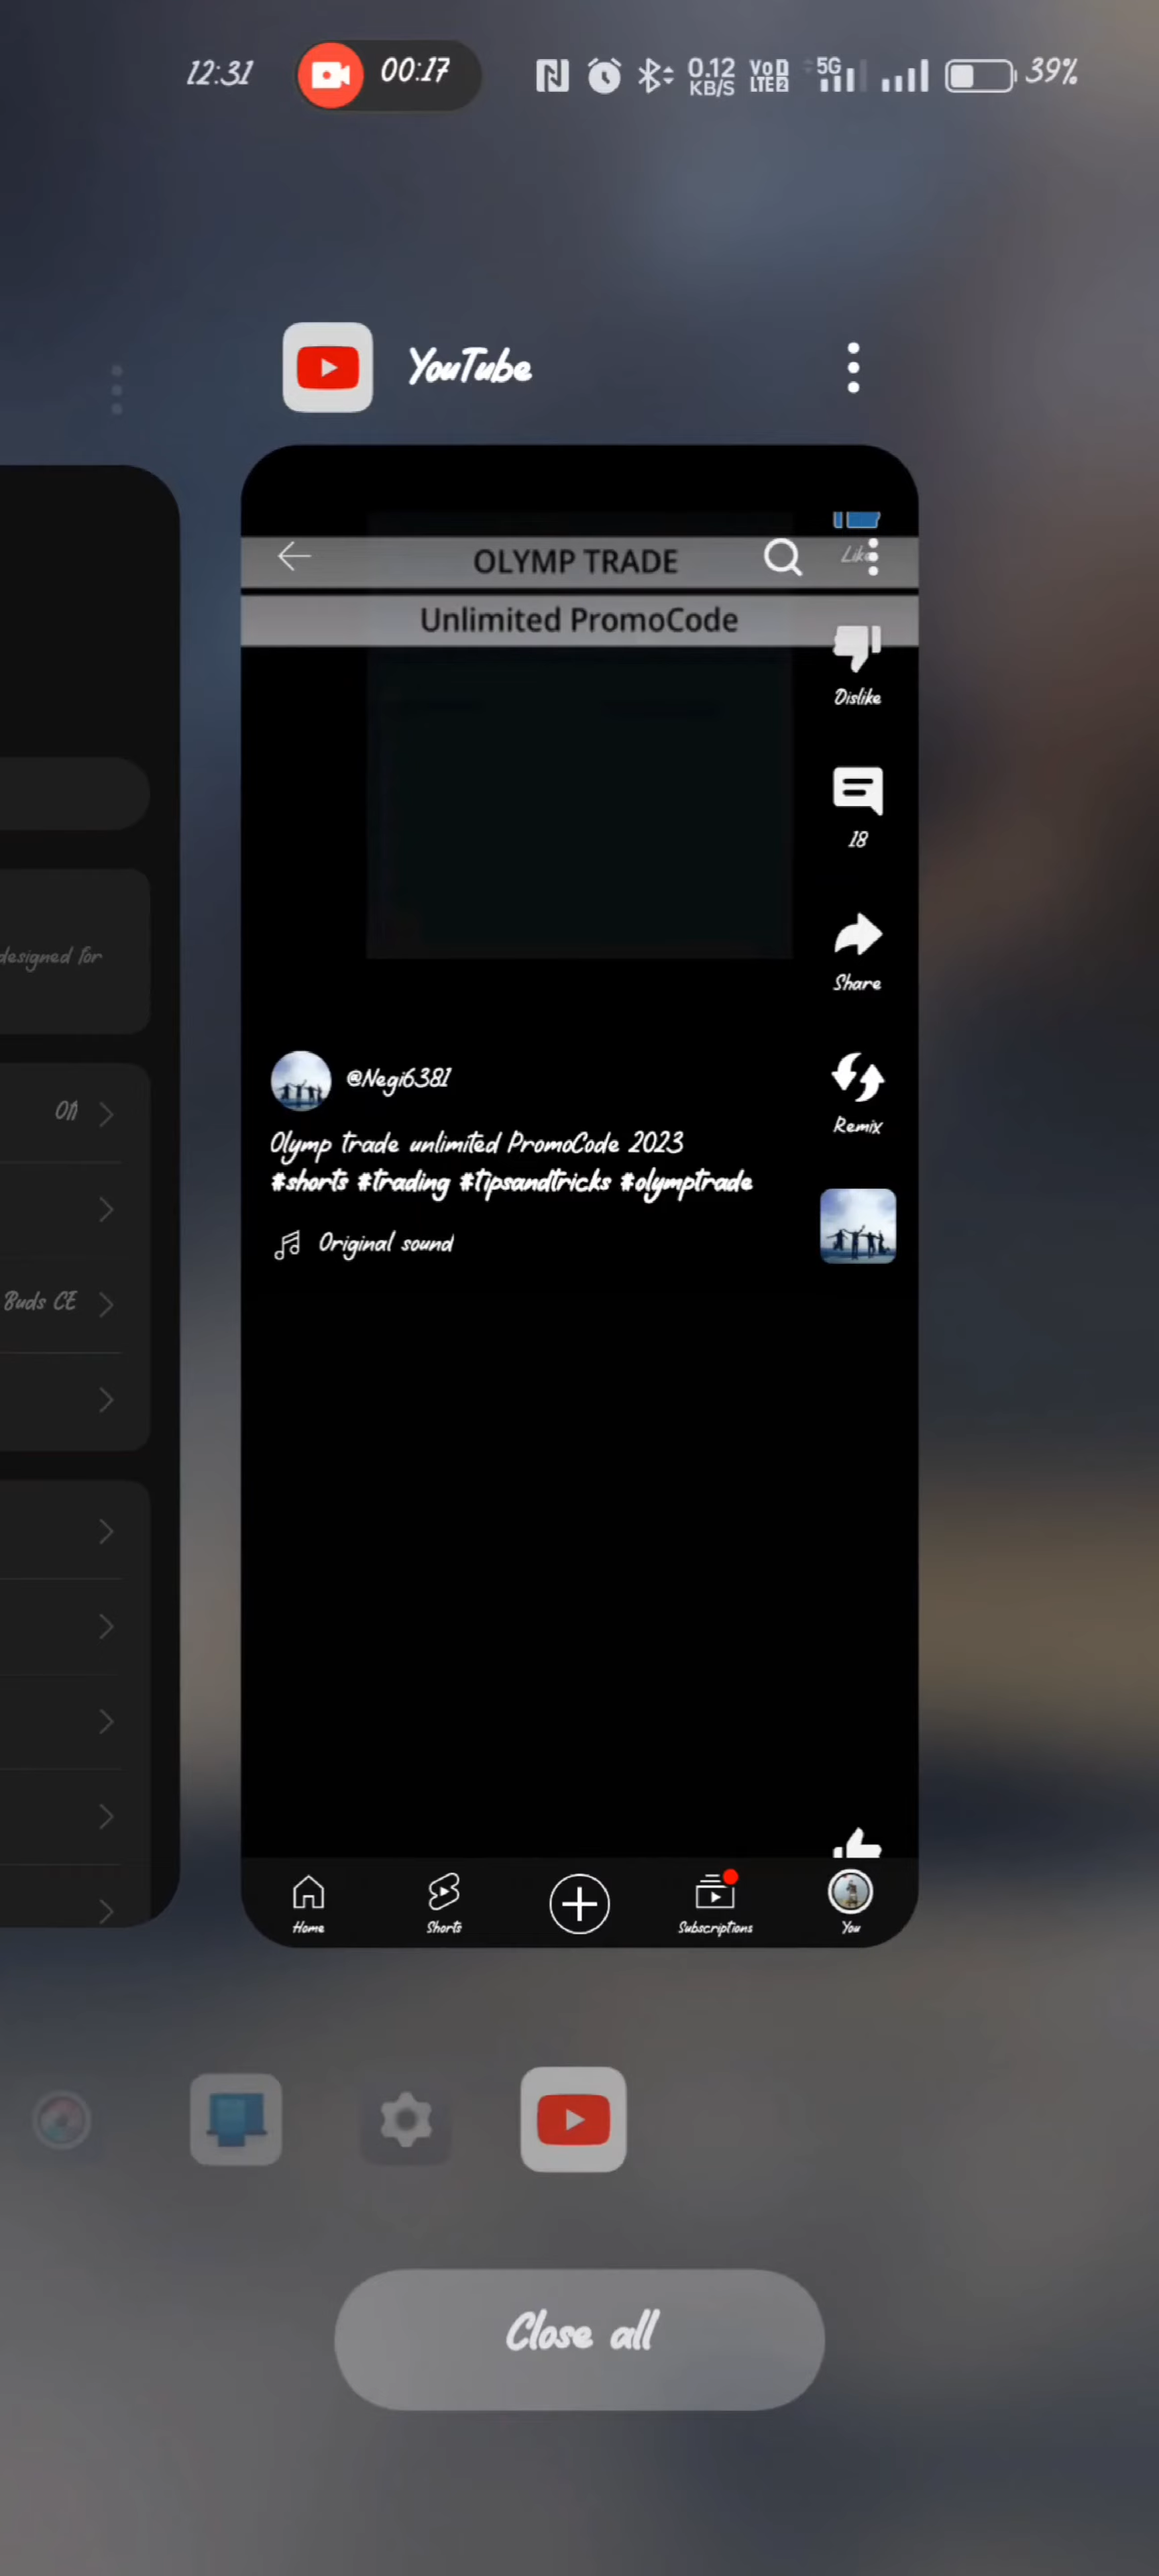 12:31
00:17
0.12
KB/S
VoD
LTE2
5G
39%
YouTube
OLYMP TRADE
Like
Unlimited PromoCode
Dislike
18
designed for
Share
@Negi6381
Remix
Olymp trade unlimited PromoCode 2023
#shorts #trading #tipsandtricks #olymptrade
Original sound
Buds CE
Home
Shorts
Subscriptions
You
Close all